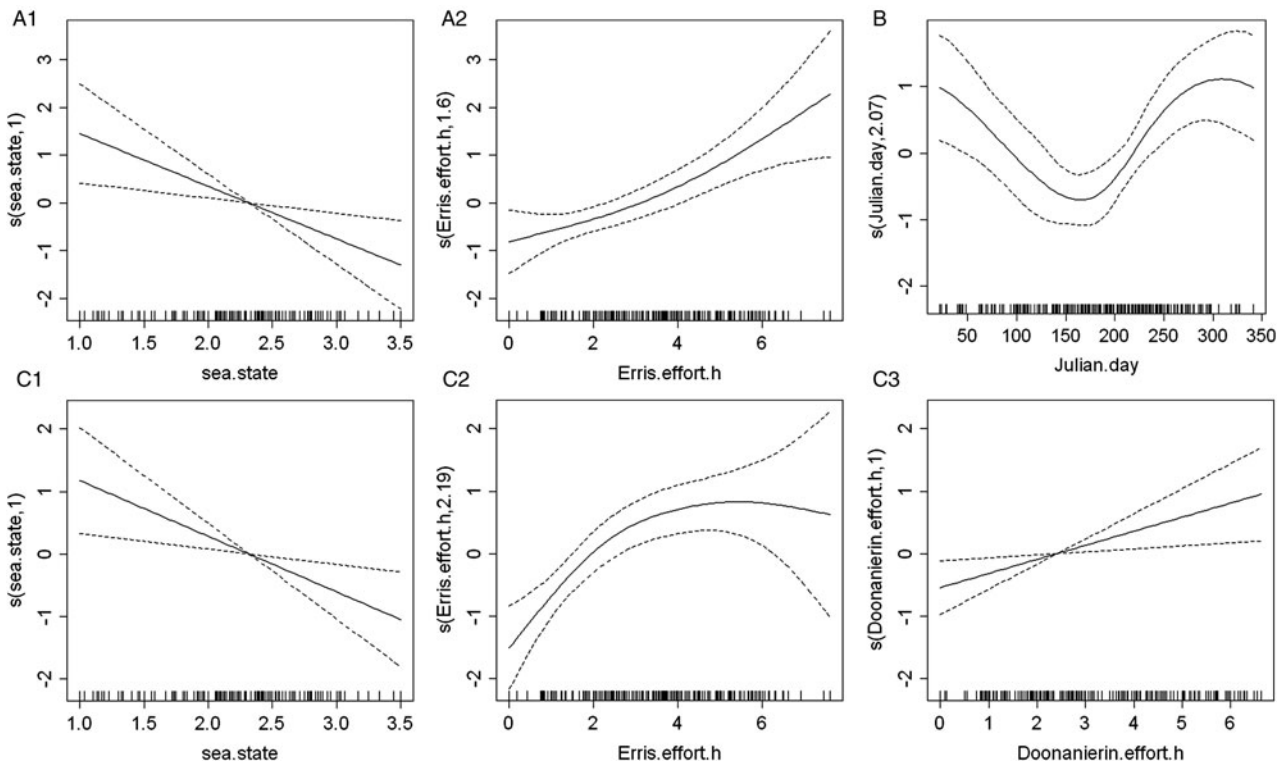 A1
A2
B
s(sea.state,1)
3
2
1
0
-1
-2
1.0 1.5 2.0 2.5 3.0 3.5
sea.state
s(Erris.effort.h,1.6)
3
2
1
0
-1
-2
0 2 4 6
Erris.effort.h
s(Julian.day,2.07)
1
0
-1
-2
50 100 150 200 250 300 350
Julian.day
C1
C2
C3
s(sea.state,1)
2
1
0
-1
-2
1.0 1.5 2.0 2.5 3.0 3.5
sea.state
s(Erris.effort.h,2.19)
2
1
0
-1
-2
0 2 4 6
Erris.effort.h
s(Doonanierin.effort.h,1)
2
1
0
-1
-2
0 1 2 3 4 5 6
Doonanierin.effort.h